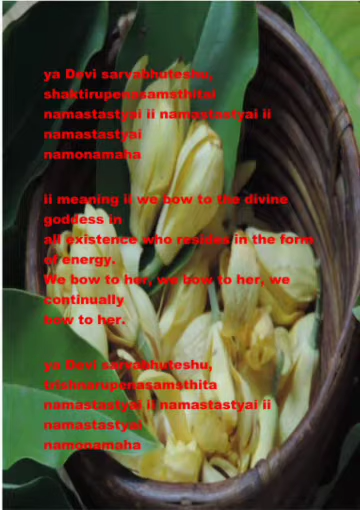 ya Devi sarvabhuteshu,
shaktirupenasamsthitai
namastastyai ii namastastyai ii
namastastyai
namonamaha
ii meaning ii we bow to the divine
goddess in
all existence who resides in the form
of energy.
We bow to her, we bow to her, we
continually
bow to her.
ya Devi sarvabhuteshu,
trishnarupenasamsthita
namastastyai ii namastastyai ii
namastastyai
namonamaha